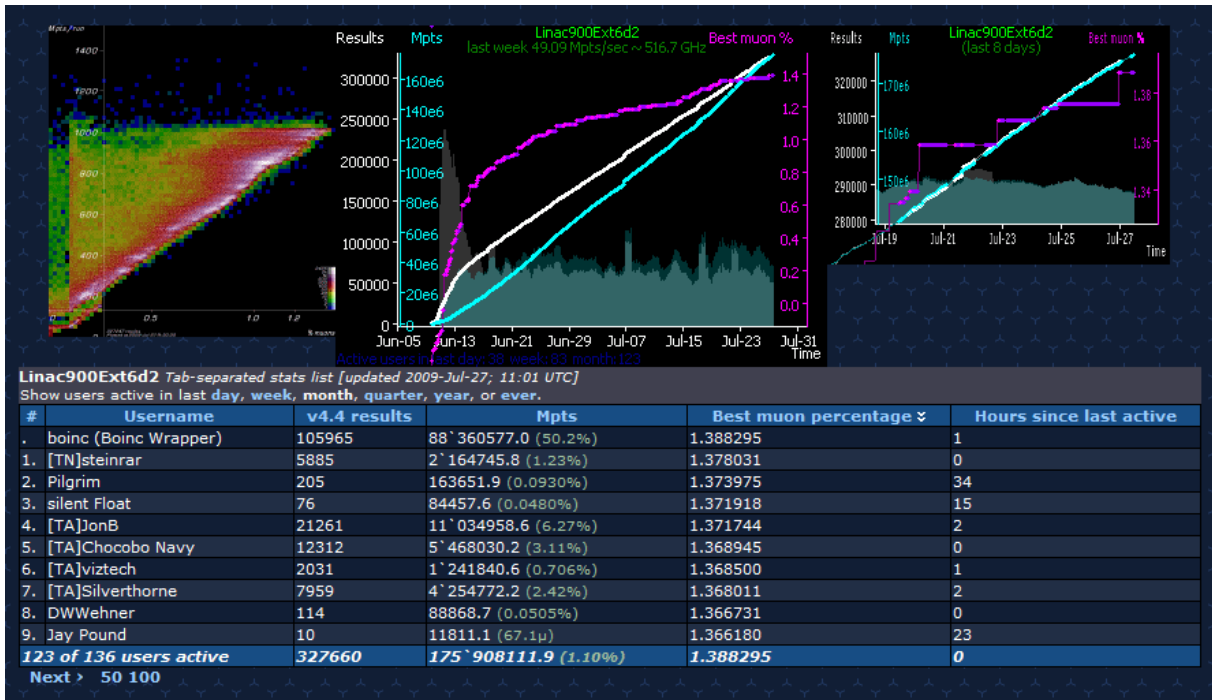 Mpts/run
1400
1200
1000
800
600
400
0.5 1.0 1.2
% muons
Results Mpts Linac900Ext6d2 Best muon %
last week 49.09 Mpts/sec ~ 516.7 GHz
300000
250000
200000
150000
100000
50000
0
160e6
140e6
120e6
100e6
80e6
60e6
40e6
20e6
0
1.4
1.2
1.0
0.8
0.6
0.4
0.2
0.0
Jun-05 Jun-13 Jun-21 Jun-29 Jul-07 Jul-15 Jul-23 Jul-31
Time
Active users in last day: 38 week:83 month:123
Results Mpts Linac900Ext6d2 Best muon %
(last 8 days)
320000
310000
300000
290000
280000
170e6
160e6
150e6
1.38
1.36
1.34
Jul-19 Jul-21 Jul-23 Jul-25 Jul-27
Time
Linac900Ext6d2 Tab-separated stats list [updated 2009-Jul-27; 11:01 UTC]
Show users active in last day, week, month, quarter, year, or ever.
# Username v4.4 results Mpts Best muon percentage Hours since last active
. boinc (Boinc Wrapper) 105965 88`360577.0 (50.2%) 1.388295 1
1. [TN]steinrar 5885 2`164745.8 (1.23%) 1.378031 0
2. Pilgrim 205 163651.9 (0.0930%) 1.373975 34
3. silent Float 76 84457.6 (0.0480%) 1.371918 15
4. [TA]JonB 21261 11`034958.6 (6.27%) 1.371744 2
5. [TA]Chocobo Navy 12312 5`468030.2 (3.11%) 1.368945 0
6. [TA]viztech 2031 1`241840.6 (0.706%) 1.368500 1
7. [TA]Silverthorne 7959 4`254772.2 (2.42%) 1.368011 2
8. DWWehner 114 88868.7 (0.0505%) 1.366731 0
9. Jay Pound 10 11811.1 (67.1µ) 1.366180 23
123 of 136 users active 327660 175`908111.9 (1.10%) 1.388295 0
Next › 50 100